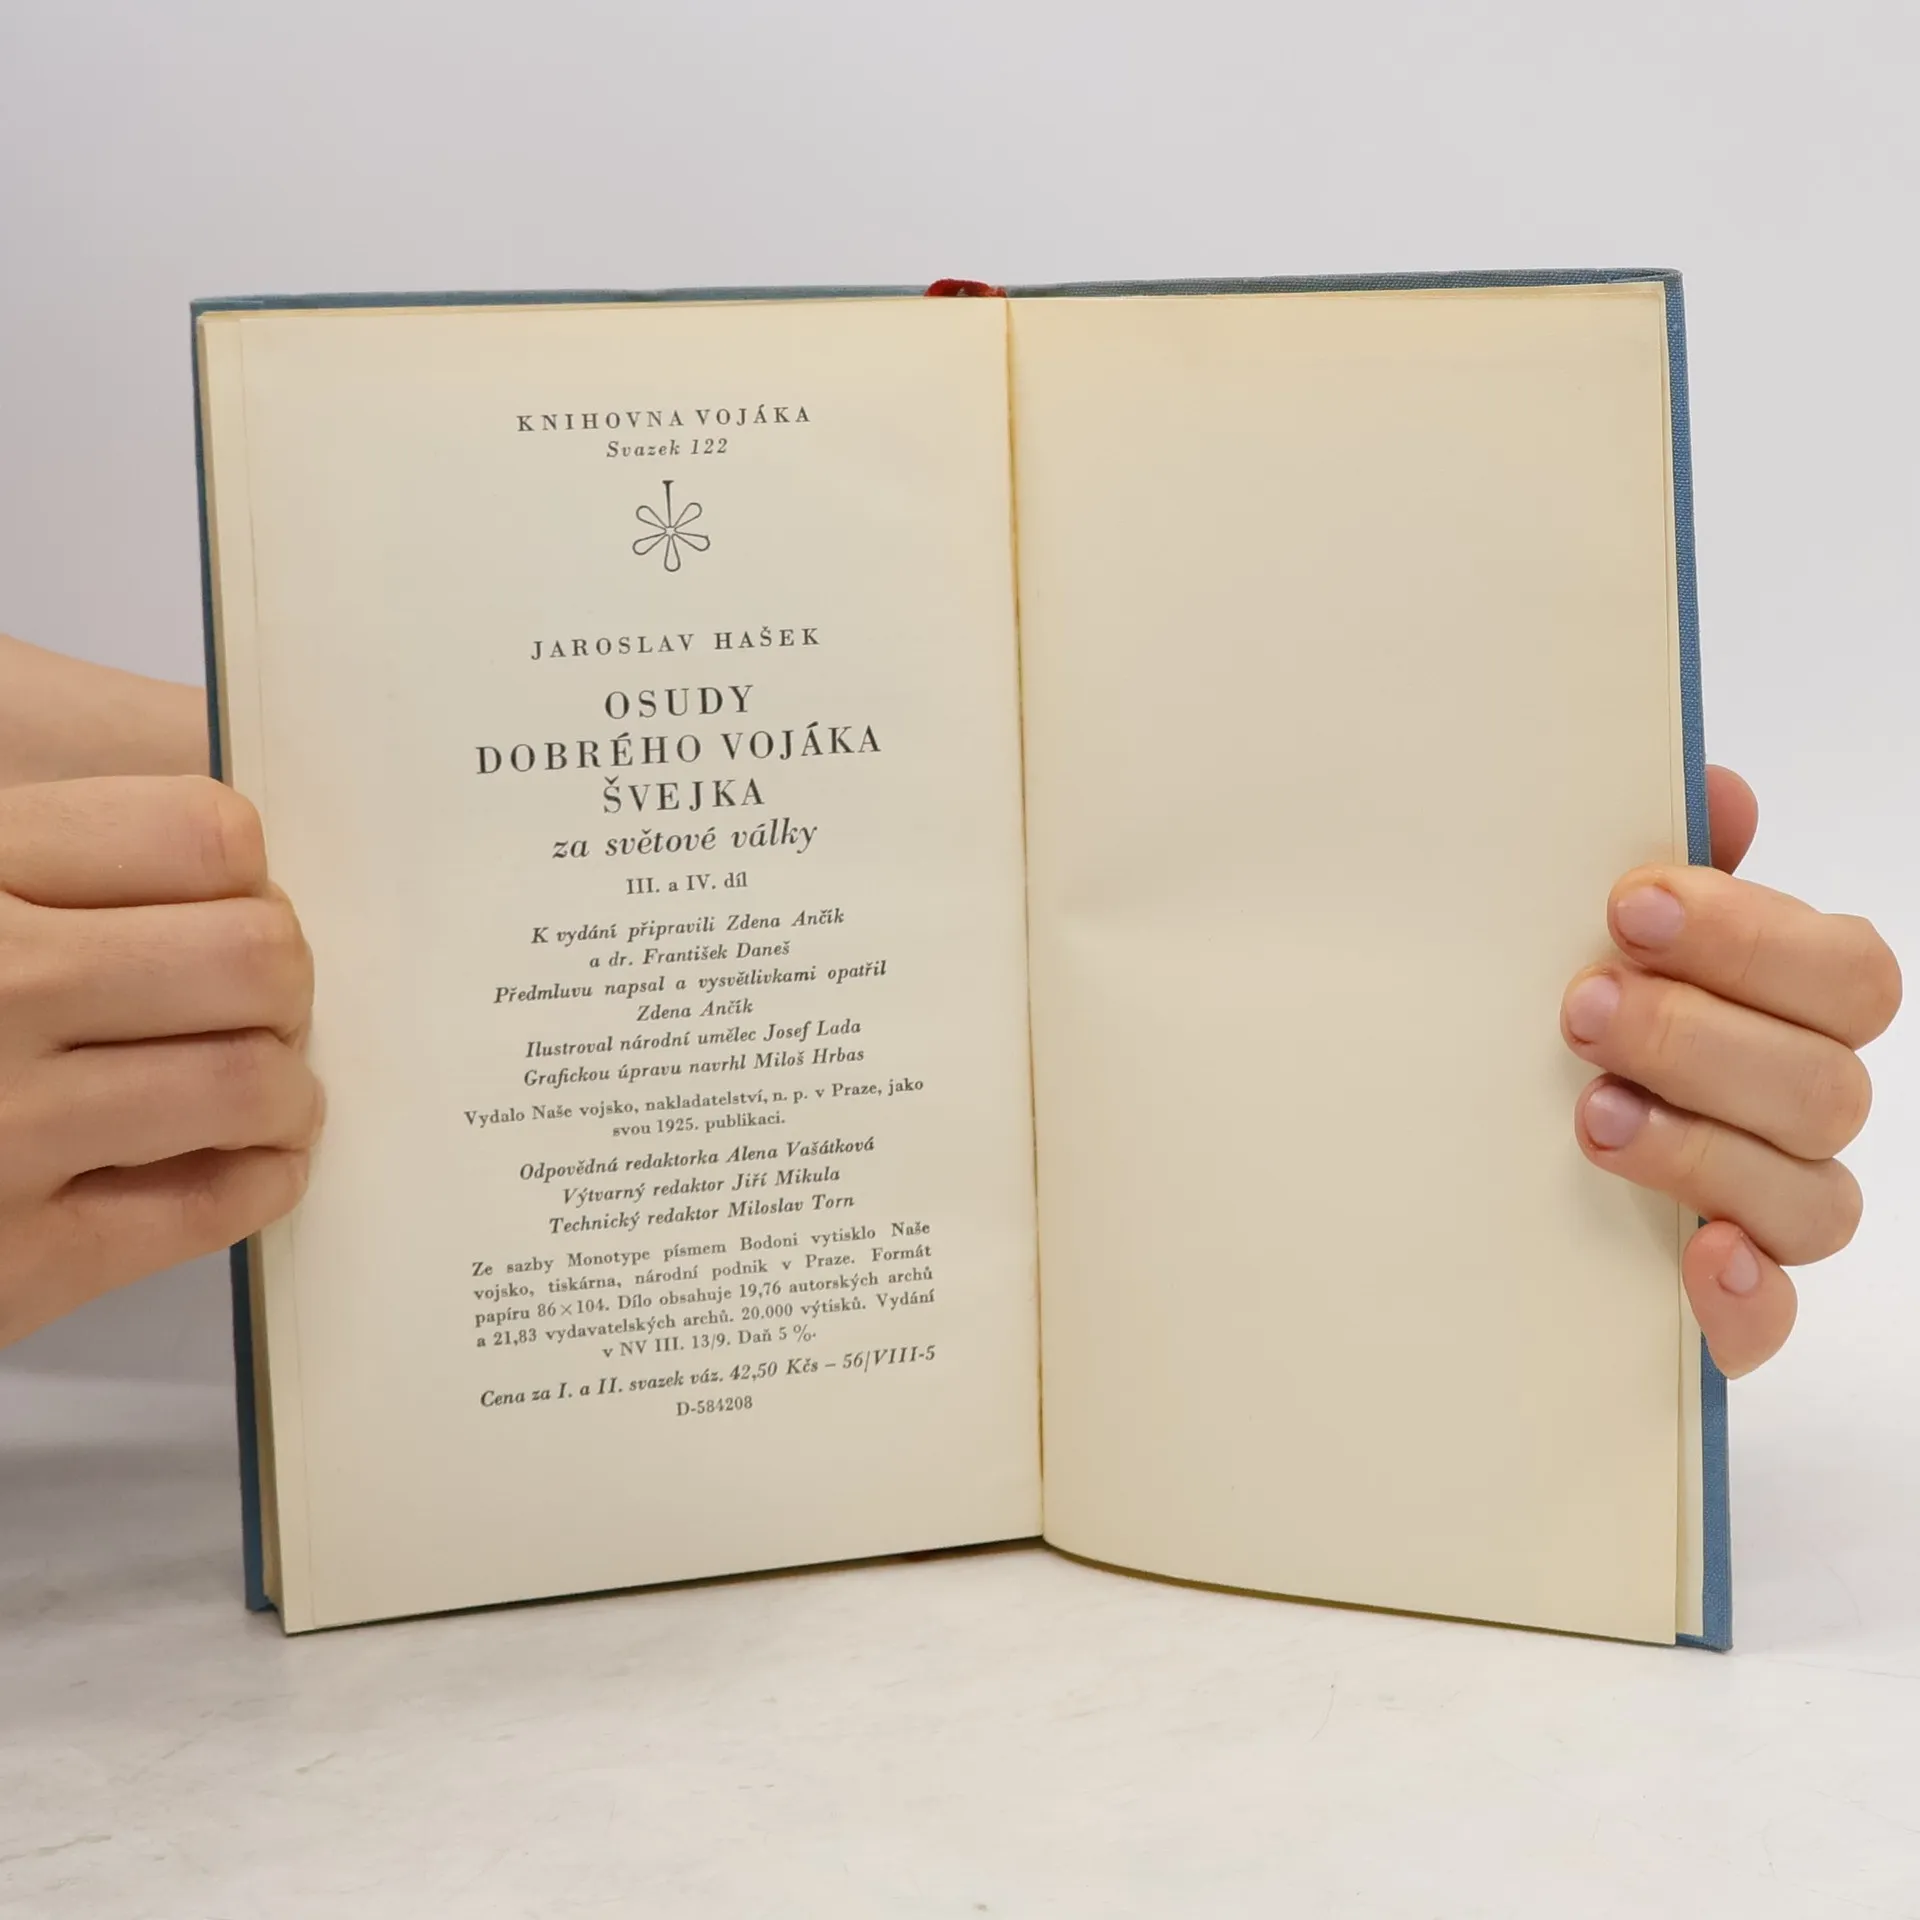 KNIHOVNA VOJÁKA
Svazek 122
JAROSLAV HAŠEK
OSUDY
DOBRÉHO VOJÁKA
ŠVEJKA
za světové války
III. a IV. díl
K vydání připravili Zdena Ančík
a dr. František Daneš
Předmluvu napsal a vysvětlivkami opatřil
Zdena Ančík
Ilustroval národní umělec Josef Lada
Grafickou úpravu navrhl Miloš Hrbas
Vydalo Naše vojsko, nakladatelství, n. p. v Praze, jako
svou 1925. publikaci.
Odpovědná redaktorka Alena Vašátková
Výtvarný redaktor Jiří Mikula
Technický redaktor Miloslav Torn
Ze sazby Monotype písmem Bodoni vytisklo Naše
vojsko, tiskárna, národní podnik v Praze. Formát
papíru 86×104. Dílo obsahuje 19,76 autorských archů
a 21,83 vydavatelských archů. 20.000 výtisků. Vydání
v NV III. 13/9. Daň 5 %.
Cena za I. a II. svazek váz. 42,50 Kčs – 56/VIII-5
D-584208